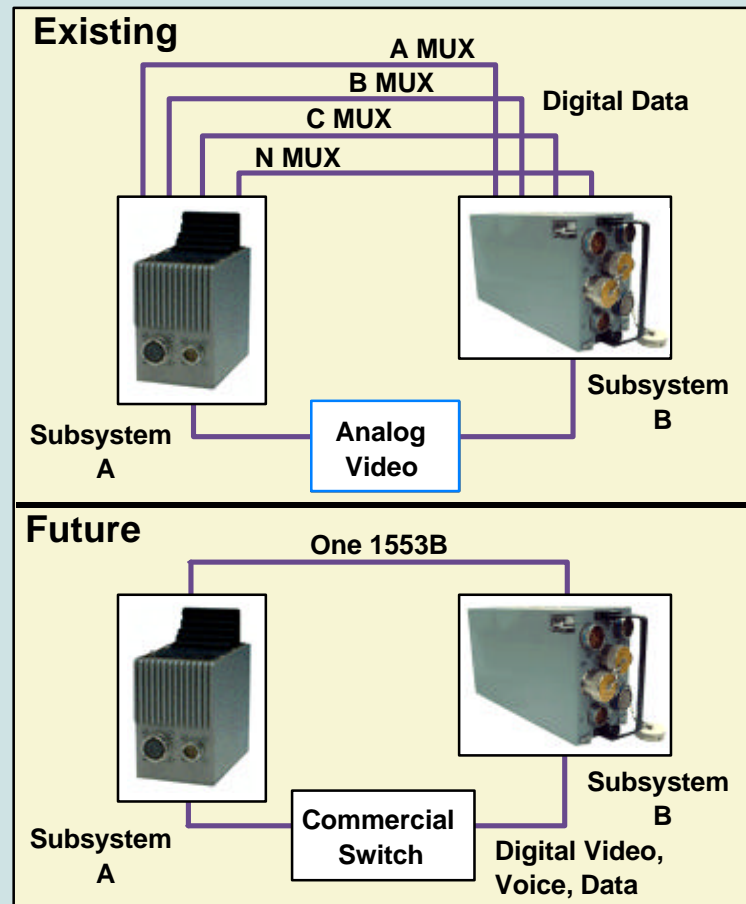 Existing
A MUX
B MUX
Digital Data
C MUX
N MUX
Subsystem
A
Analog
Video
Subsystem
B
Future
One 1553B
Subsystem
A
Commercial
Switch
Subsystem
B
Digital Video,
Voice, Data